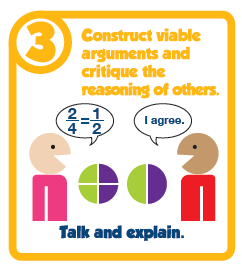 3
Construct viable
arguments and
critique the
reasoning of others.
2/4=1/2
I agree.
Talk and explain.